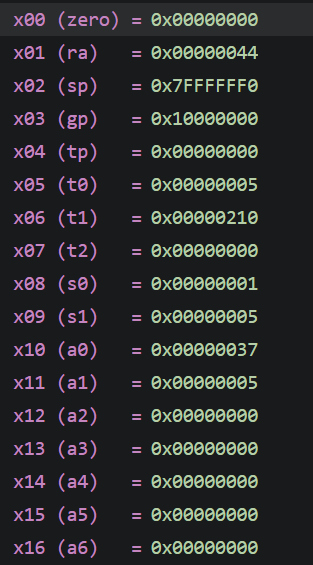 x00 (zero) = 0x00000000
x01 (ra) = 0x00000044
x02 (sp) = 0x7FFFFFF0
x03 (gp) = 0x10000000
x04 (tp) = 0x00000000
x05 (t0) = 0x00000005
x06 (t1) = 0x00000210
x07 (t2) = 0x00000000
x08 (s0) = 0x00000001
x09 (s1) = 0x00000005
x10 (a0) = 0x00000037
x11 (a1) = 0x00000005
x12 (a2) = 0x00000000
x13 (a3) = 0x00000000
x14 (a4) = 0x00000000
x15 (a5) = 0x00000000
x16 (a6) = 0x00000000